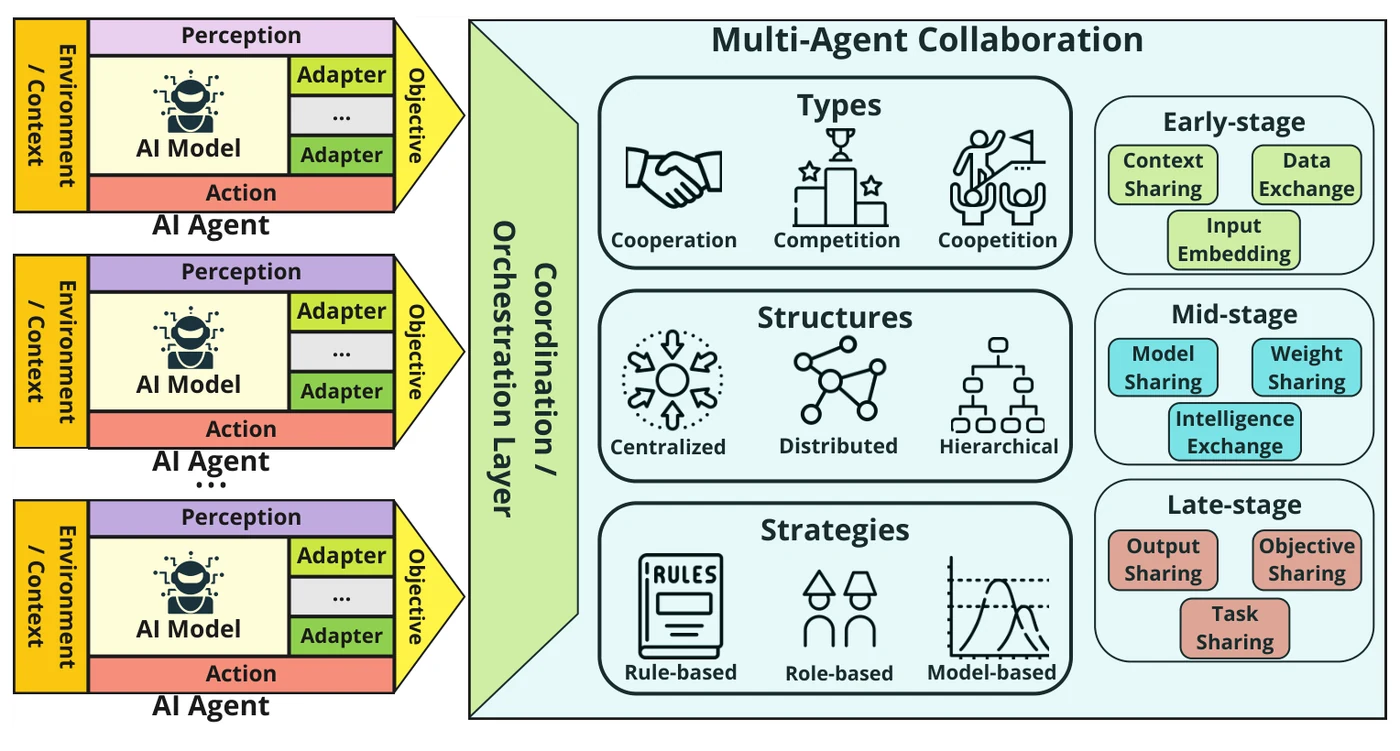 Environment
/ Context
Perception
AI Model
Adapter
...
Adapter
Action
Objective
AI Agent
Environment
/ Context
Perception
AI Model
Adapter
...
Adapter
Action
Objective
AI Agent
...
Environment
/ Context
Perception
AI Model
Adapter
...
Adapter
Action
Objective
AI Agent
Coordination /
Orchestration Layer
Multi-Agent Collaboration
Types
Cooperation
Competition
Coopetition
Structures
Centralized
Distributed
Hierarchical
Strategies
RULES
Rule-based
Role-based
Model-based
Early-stage
Context
Sharing
Data
Exchange
Input
Embedding
Mid-stage
Model
Sharing
Weight
Sharing
Intelligence
Exchange
Late-stage
Output
Sharing
Objective
Sharing
Task
Sharing